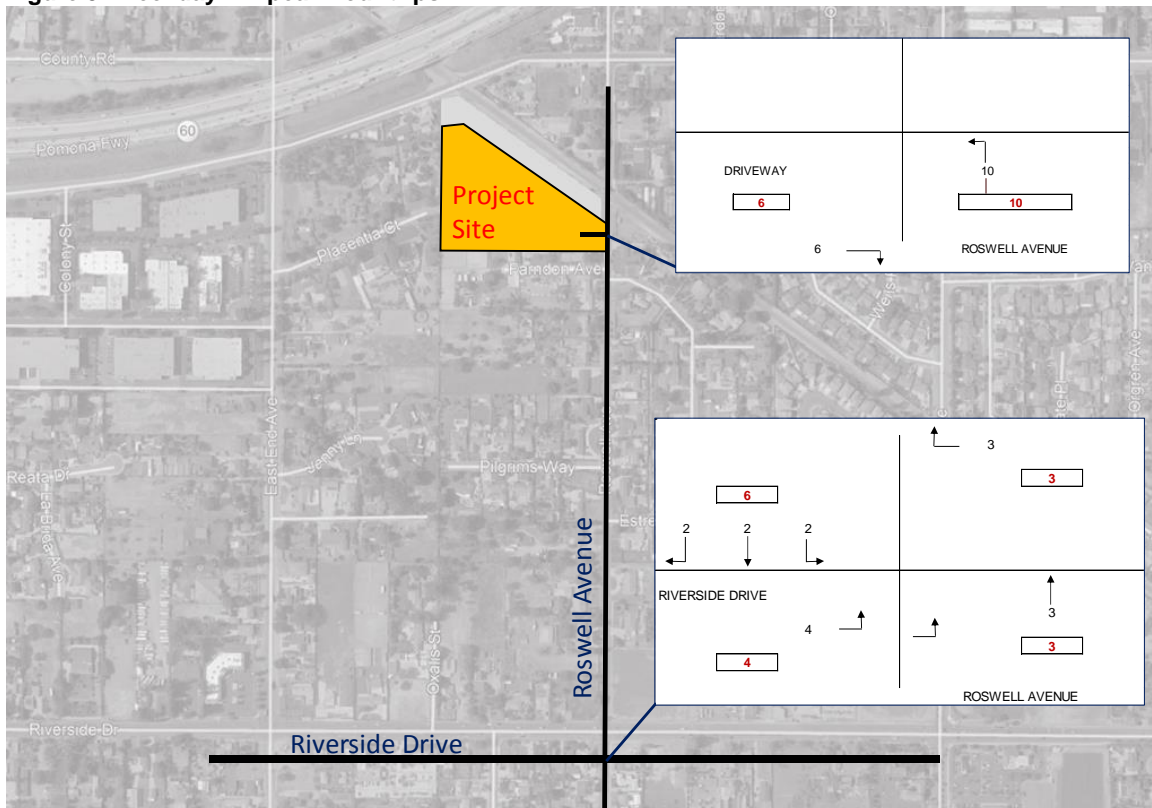 County Rd
60
Pomona Fwy
Colony St
Placentia Ct
Project
Site
Farndon Ave
DRIVEWAY
6
10
10
6
ROSWELL AVENUE
East End Ave
Reata Dr
Jenny Ln
Pilgrims Way
Oxalis St
Roswell Avenue
3
6
3
2
2
2
RIVERSIDE DRIVE
3
4
4
3
ROSWELL AVENUE
Riverside Dr
Riverside Drive